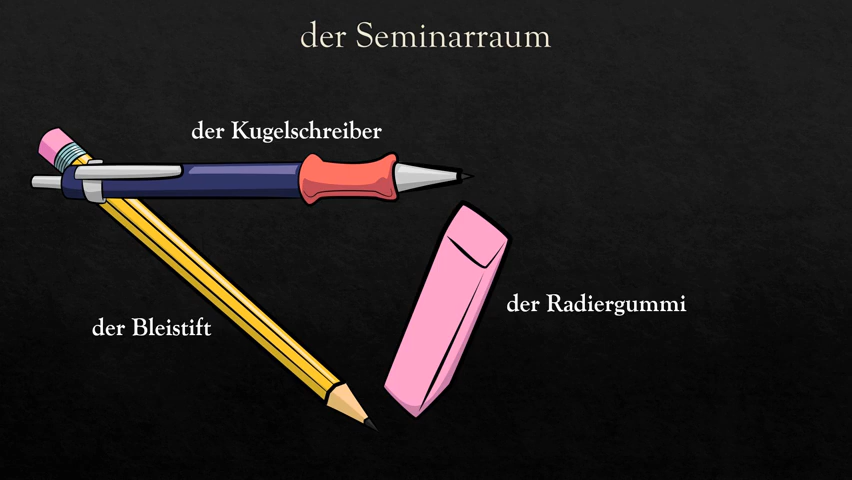 der Seminarraum
der Kugelschreiber
der Radiergummi
der Bleistift